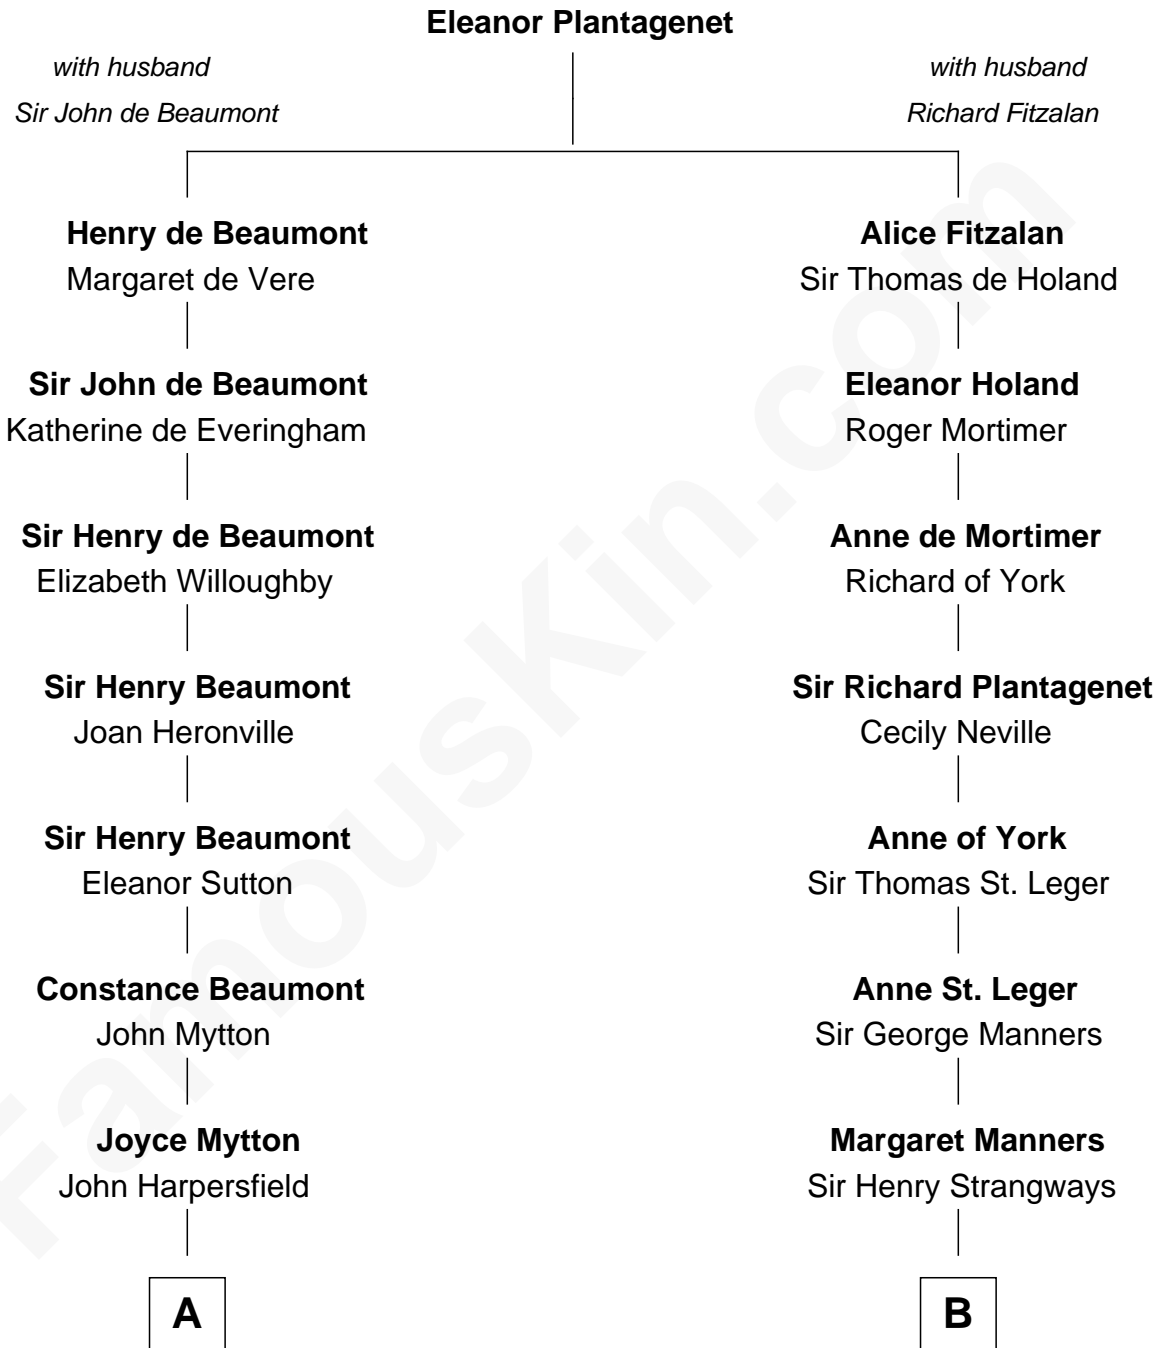 Eleanor Plantagenet
with husband
Sir John de Beaumont
with husband
Richard Fitzalan
Henry de Beaumont
Margaret de Vere
Alice Fitzalan
Sir Thomas de Holand
Sir John de Beaumont
Katherine de Everingham
Eleanor Holand
Roger Mortimer
Sir Henry de Beaumont
Elizabeth Willoughby
Anne de Mortimer
Richard of York
Sir Henry Beaumont
Joan Heronville
Sir Richard Plantagenet
Cecily Neville
Sir Henry Beaumont
Eleanor Sutton
Anne of York
Sir Thomas St. Leger
Constance Beaumont
John Mytton
Anne St. Leger
Sir George Manners
Joyce Mytton
John Harpersfield
Margaret Manners
Sir Henry Strangways
A
B
FamousKin.com